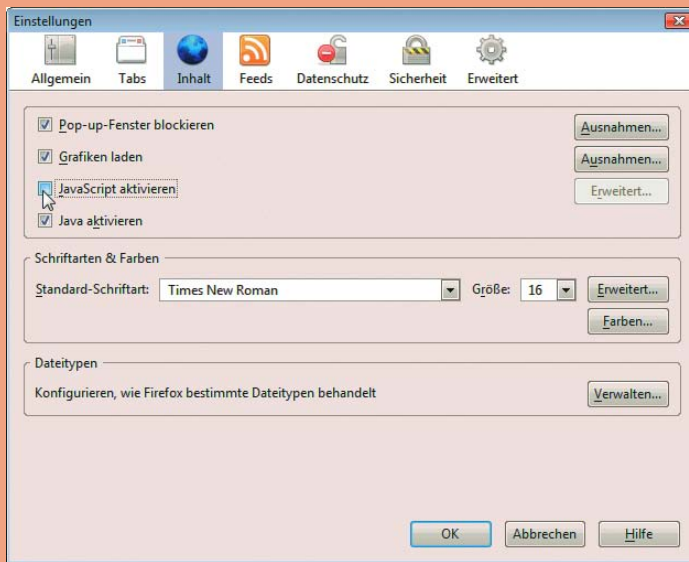 Einstellungen
Allgemein Tabs Inhalt Feeds Datenschutz Sicherheit Erweitert
Pop-up-Fenster blockieren Ausnahmen...
Grafiken laden Ausnahmen...
JavaScript aktivieren Erweitert...
Java aktivieren
Schriftarten & Farben
Standard-Schriftart: Times New Roman Größe: 16 Erweitert...
Farben...
Dateitypen
Konfigurieren, wie Firefox bestimmte Dateitypen behandelt Verwalten...
OK Abbrechen Hilfe